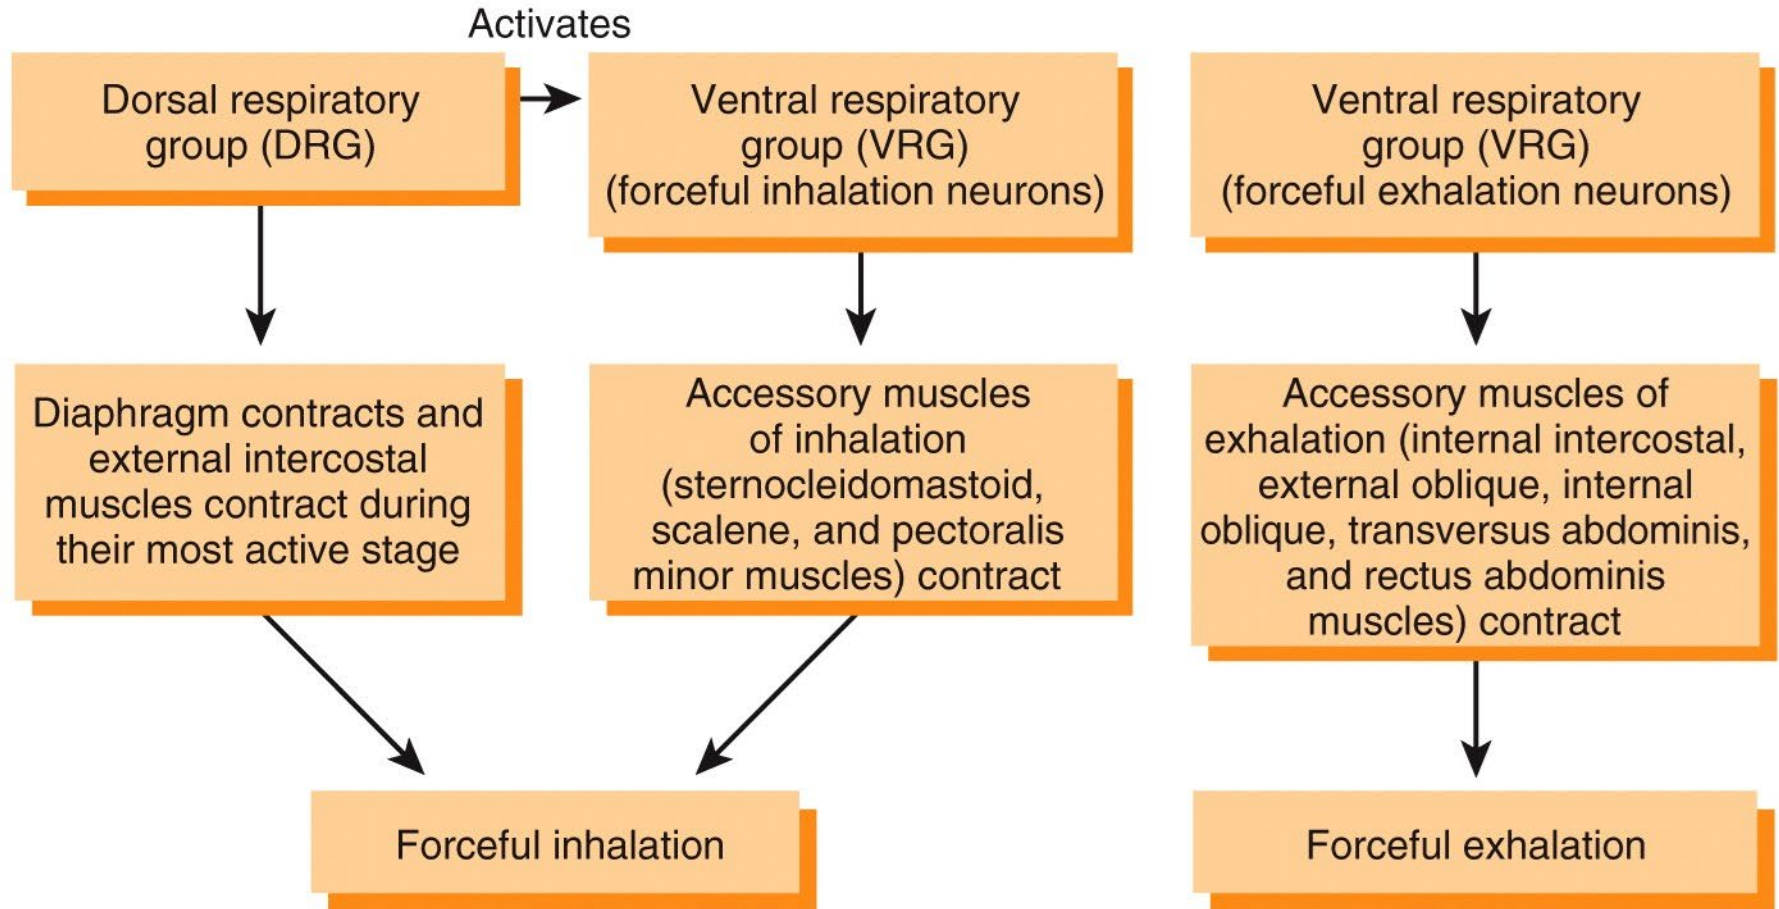 Activates
Dorsal respiratory
group (DRG)
Ventral respiratory
group (VRG)
(forceful inhalation neurons)
Ventral respiratory
group (VRG)
(forceful exhalation neurons)
Diaphragm contracts and
external intercostal
muscles contract during
their most active stage
Accessory muscles
of inhalation
(sternocleidomastoid,
scalene, and pectoralis
minor muscles) contract
Accessory muscles of
exhalation (internal intercostal,
external oblique, internal
oblique, transversus abdominis,
and rectus abdominis
muscles) contract
Forceful inhalation
Forceful exhalation